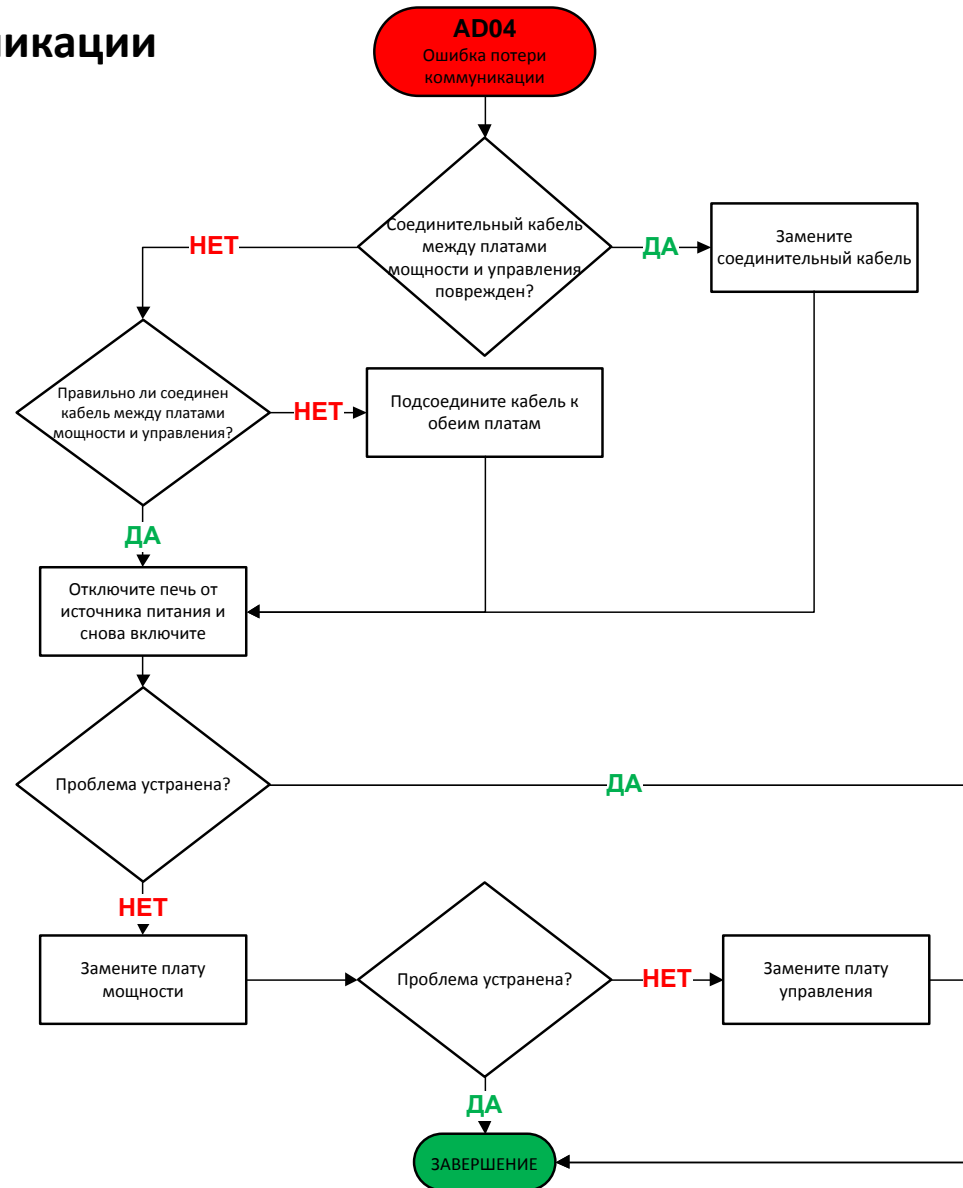 никации
AD04
Ошибка потери
коммуникации
Соединительный кабель
между платами
мощности и управления
поврежден?
НЕТ
ДА
Замените
соединительный кабель
Правильно ли соединен
кабель между платами
мощности и управления?
НЕТ
Подсоедините кабель к
обеим платам
ДА
Отключите печь от
источника питания и
снова включите
Проблема устранена?
ДА
НЕТ
Замените плату
мощности
Проблема устранена?
НЕТ
Замените плату
управления
ДА
ЗАВЕРШЕНИЕ